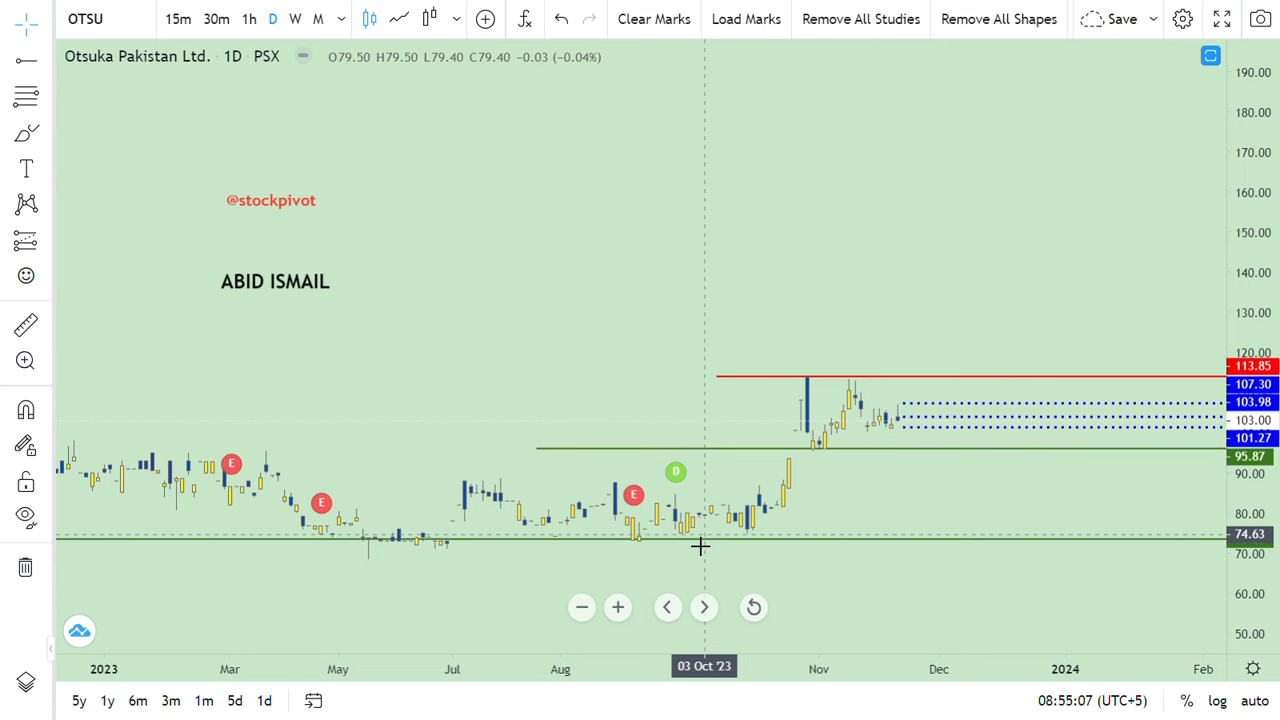 OTSU 15m 30m 1h D W M Clear Marks Load Marks Remove All Studies Remove All Shapes Save
Otsuka Pakistan Ltd. · 1D · PSX O79.50 H79.50 L79.40 C79.40 -0.03 (-0.04%)
190.00
180.00
170.00
160.00
@stockpivot
150.00
ABID ISMAIL
140.00
130.00
120.00
113.85
107.30
103.98
103.00
101.27
95.87
E
D
90.00
E
E
80.00
74.63
70.00
60.00
50.00
2023 Mar May Jul Aug 03 Oct '23 Nov Dec 2024 Feb
5y 1y 6m 3m 1m 5d 1d 08:55:07 (UTC+5) % log auto